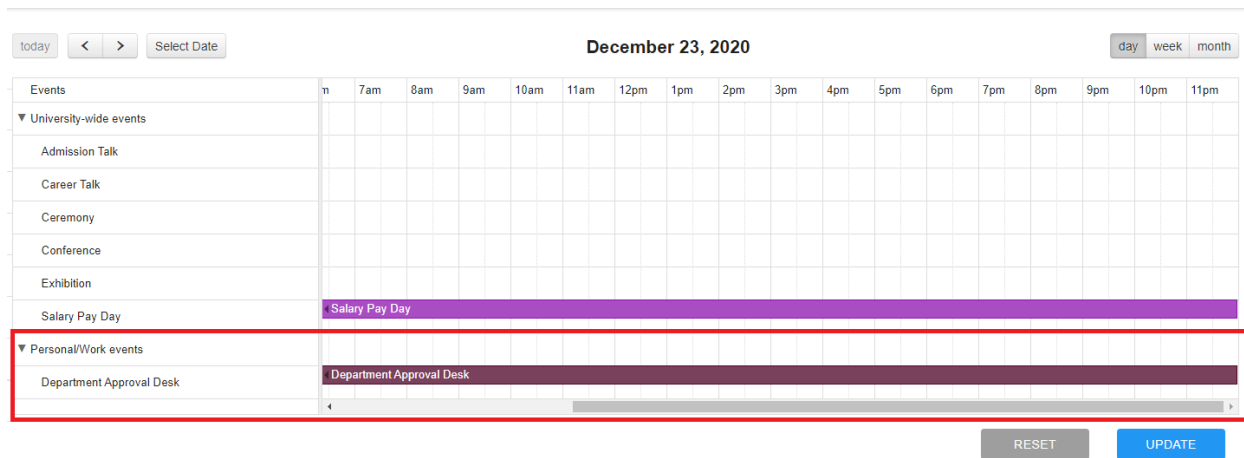 today < > Select Date December 23, 2020 day week month
Events m 7am 8am 9am 10am 11am 12pm 1pm 2pm 3pm 4pm 5pm 6pm 7pm 8pm 9pm 10pm 11pm
University-wide events
Admission Talk
Career Talk
Ceremony
Conference
Exhibition
Salary Pay Day Salary Pay Day
Personal/Work events
Department Approval Desk Department Approval Desk
RESET UPDATE